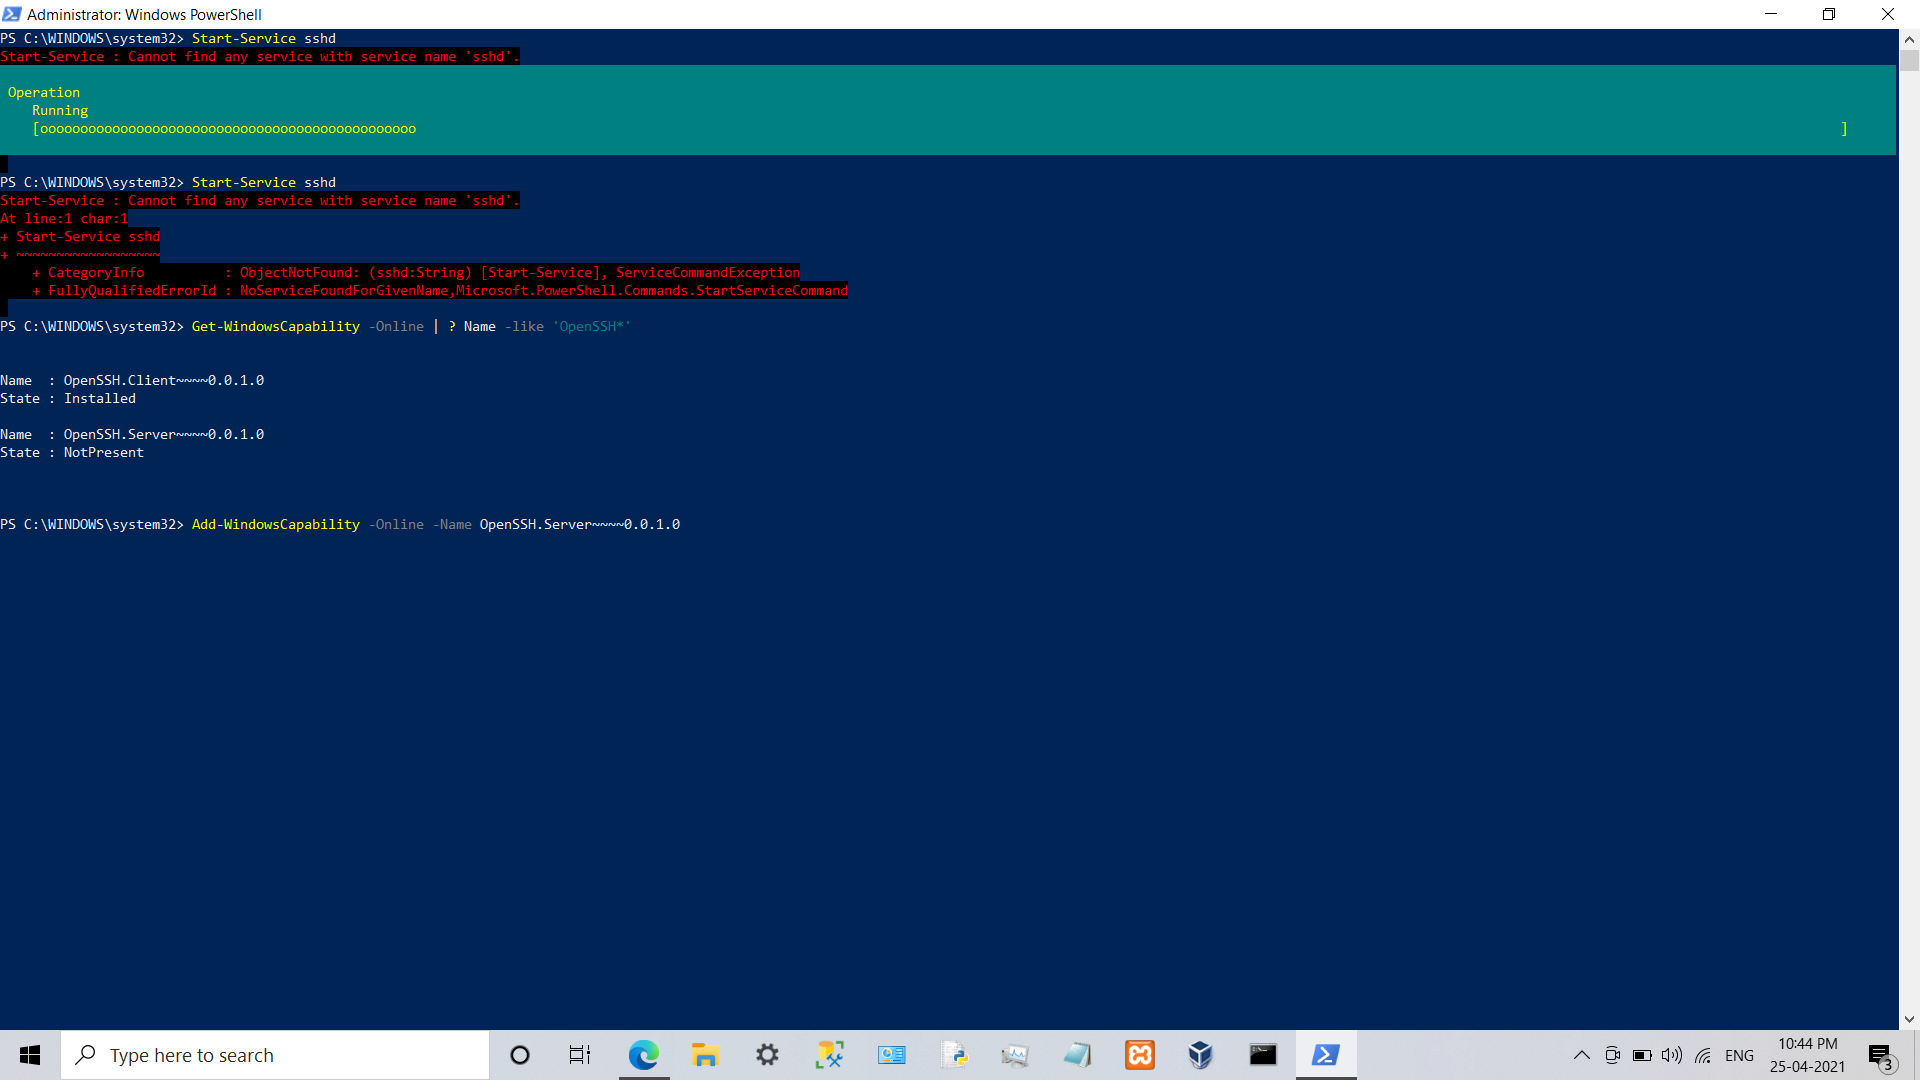 Administrator: Windows PowerShell
PS C:\WINDOWS\system32> Start-Service sshd
Start-Service : Cannot find any service with service name 'sshd'.
Operation
Running
[ooooooooooooooooooooooooooooooooooooooooooooooo ]
PS C:\WINDOWS\system32> Start-Service sshd
Start-Service : Cannot find any service with service name 'sshd'.
At line:1 char:1
+ Start-Service sshd
+ ~~~~~~~~~~~~~~~~~~
+ CategoryInfo : ObjectNotFound: (sshd:String) [Start-Service], ServiceCommandException
+ FullyQualifiedErrorId : NoServiceFoundForGivenName,Microsoft.PowerShell.Commands.StartServiceCommand
PS C:\WINDOWS\system32> Get-WindowsCapability -Online | ? Name -like 'OpenSSH*'
Name : OpenSSH.Client~~~~0.0.1.0
State : Installed
Name : OpenSSH.Server~~~~0.0.1.0
State : NotPresent
PS C:\WINDOWS\system32> Add-WindowsCapability -Online -Name OpenSSH.Server~~~~0.0.1.0
Type here to search
ENG
10:44 PM
25-04-2021
3